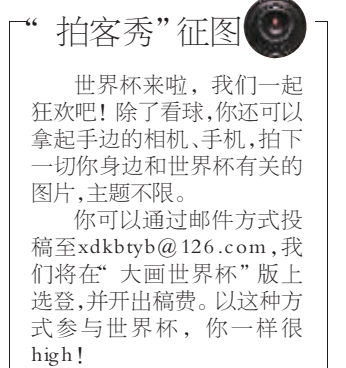 “拍客秀”征图
世界杯来啦，我们一起
狂欢吧！除了看球，你还可以
拿起手边的相机、手机，拍下
一切你身边和世界杯有关的
图片，主题不限。
你可以通过邮件方式投
稿至xdkbtyb@126.com，我
们将在“大画世界杯”版上
选登，并开出稿费。以这种方
式参与世界杯，你一样很
high！